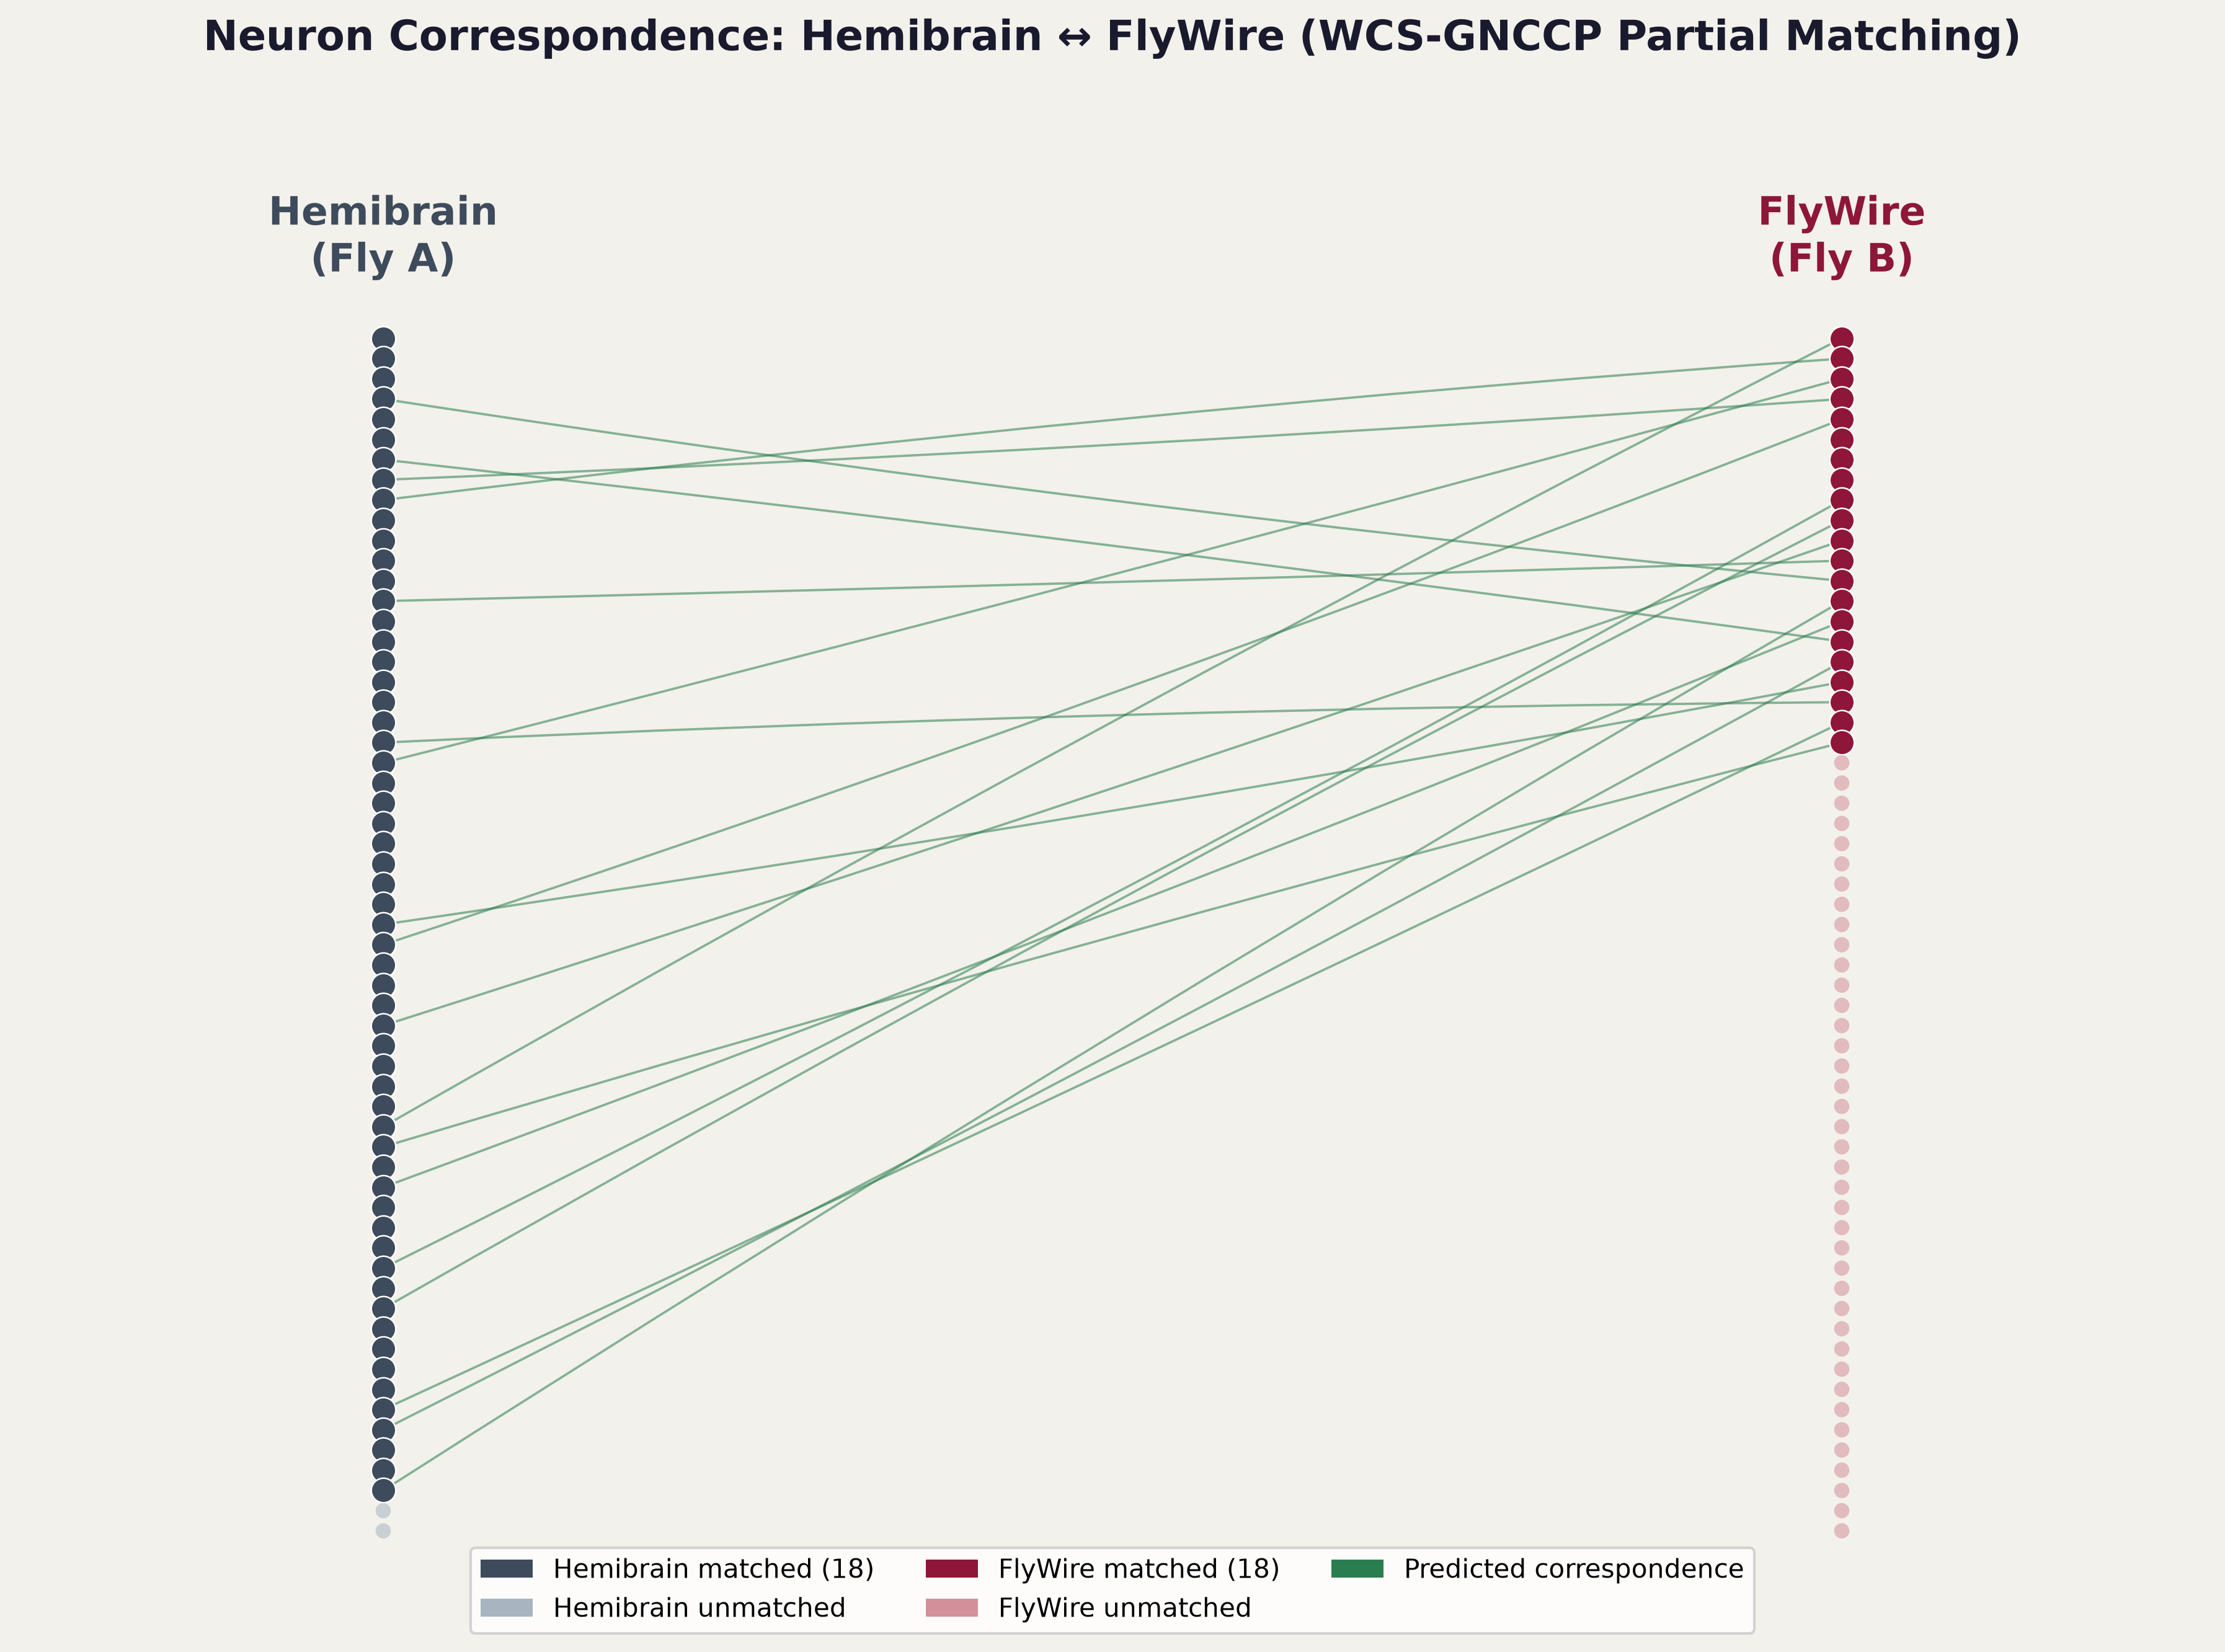 Neuron Correspondence: Hemibrain ↔ FlyWire (WCS-GNCCP Partial Matching)
Hemibrain
(Fly A)
FlyWire
(Fly B)
Hemibrain matched (18)
Hemibrain unmatched
FlyWire matched (18)
FlyWire unmatched
Predicted correspondence